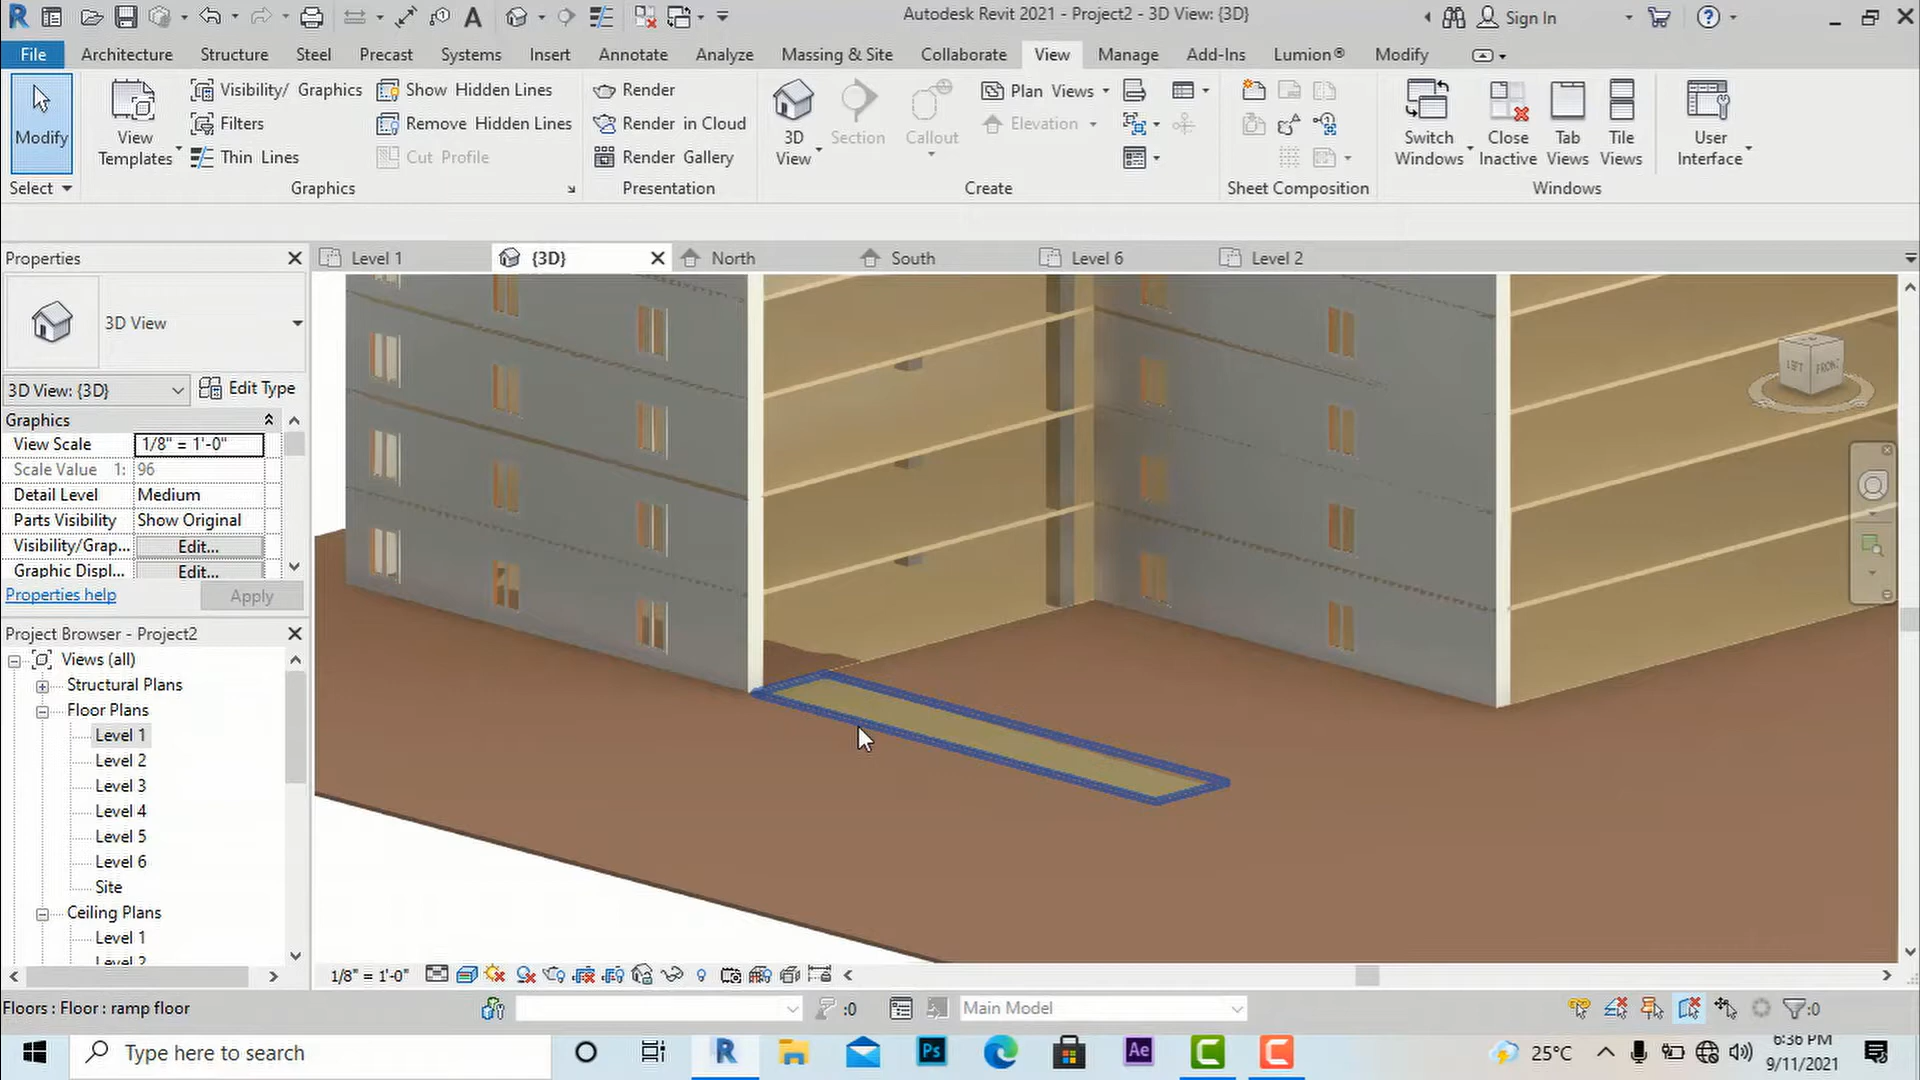 Autodesk Revit 2021 - Project2 - 3D View: {3D}
Sign In
File Architecture Structure Steel Precast Systems Insert Annotate Analyze Massing & Site Collaborate View Manage Add-Ins Lumion® Modify
Modify
View Templates
Visibility/ Graphics
Filters
Thin Lines
Show Hidden Lines
Remove Hidden Lines
Cut Profile
Render
Render in Cloud
Render Gallery
3D View
Section
Callout
Plan Views
Elevation
Switch Windows
Close Inactive
Tab Views
Tile Views
User Interface
Select
Graphics
Presentation
Create
Sheet Composition
Windows
Properties
Level 1
{3D}
North
South
Level 6
Level 2
3D View
3D View: {3D}
Edit Type
Graphics
View Scale 1/8" = 1'-0"
Scale Value 1: 96
Detail Level Medium
Parts Visibility Show Original
Visibility/Grap... Edit...
Graphic Displ... Edit...
Properties help
Apply
Project Browser - Project2
Views (all)
Structural Plans
Floor Plans
Level 1
Level 2
Level 3
Level 4
Level 5
Level 6
Site
Ceiling Plans
Level 1
Level 2
LEFT
FRONT
1/8" = 1'-0"
Floors : Floor : ramp floor
:0
Main Model
:0
Type here to search
Ps
Ae
25°C
6:36 PM
9/11/2021